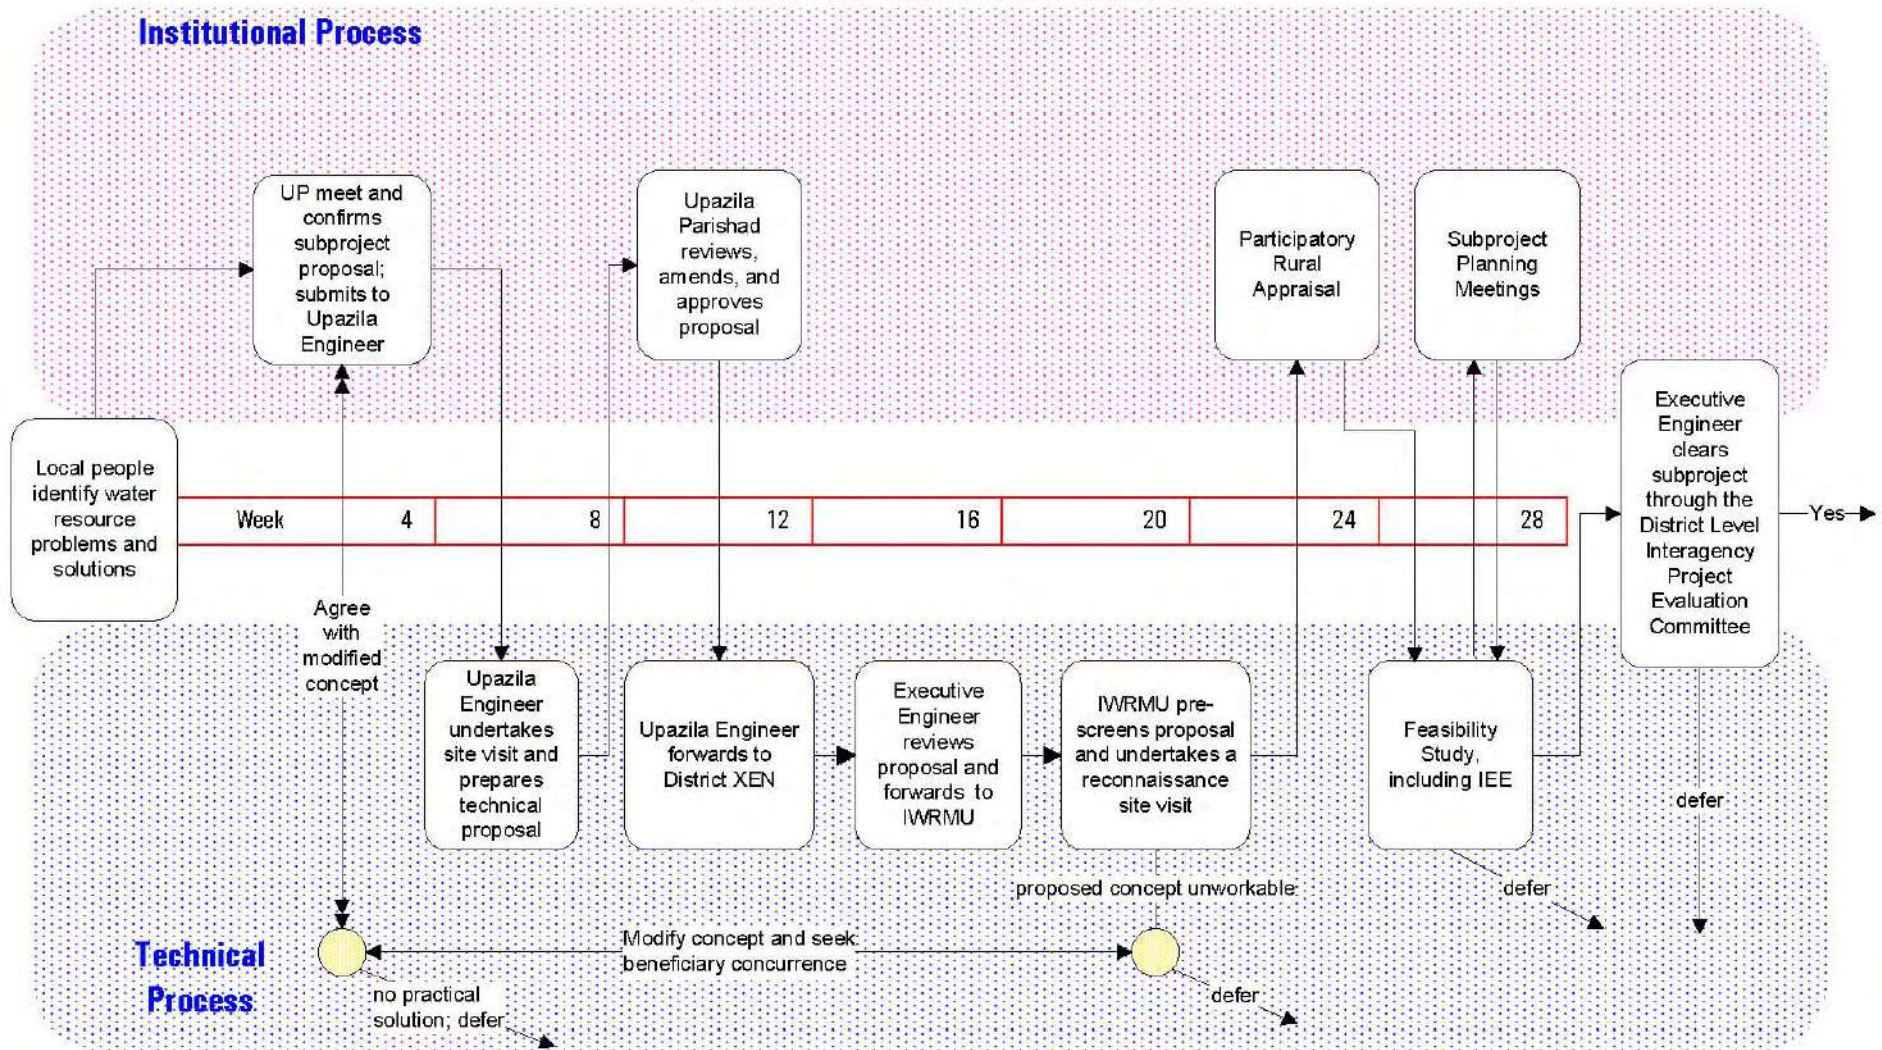 Institutional Process
UP meet and
confirms
subproject
proposal;
submits to
Upazila
Engineer
Upazila
Parishad
reviews,
amends, and
approves
proposal
Participatory
Rural
Appraisal
Subproject
Planning
Meetings
Local people
identify water
resource
problems and
solutions
Week 4 8 12 16 20 24 28
Executive
Engineer
clears
subproject
through the
District Level
Interagency
Project
Evaluation
Committee
Yes
Agree
with
modified
concept
Upazila
Engineer
undertakes
site visit and
prepares
technical
proposal
Upazila Engineer
forwards to
District XEN
Executive
Engineer
reviews
proposal and
forwards to
IWRMU
IWRMU pre-
screens proposal
and undertakes a
reconnaissance
site visit
Feasibility
Study,
including IEE
defer
proposed concept unworkable
defer
Technical
Process
Modify concept and seek
beneficiary concurrence
no practical
solution; defer
defer